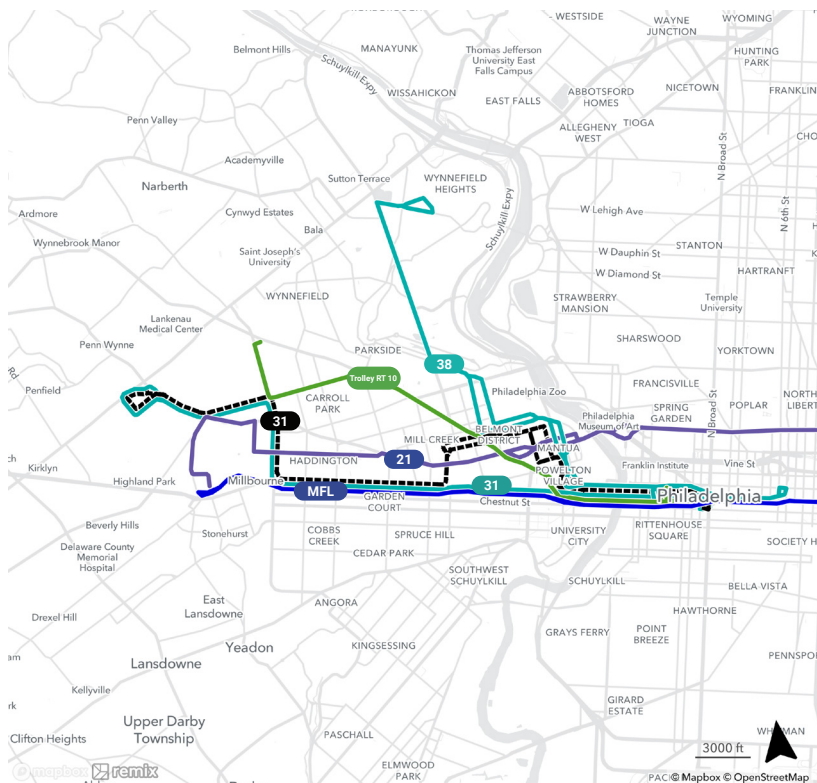 WESTSIDE
WYOMING
WAYNE
JUNCTION
Belmont Hills
MANAYUNK
Thomas Jefferson
University East
Falls Campus
HUNTING
PARK
Schuylkill Expy
WISSAHICKON
EAST FALLS
ABBOTSFORD
HOMES
NICETOWN
FRANKLIN
Penn Valley
ALLEGHENY
WEST
TIOGA
N Broad St
Academyville
Narberth
Sutton Terrace
WYNNEFIELD
HEIGHTS
Schuylkill Expy
Ardmore
Cynwyd Estates
W Lehigh Ave
N 6th St
Bala
Wynnebrook Manor
Saint Joseph's
University
W Dauphin St
STANTON
W Diamond St
HARTRANFT
WYNNEFIELD
STRAWBERRY
MANSION
Temple
University
Lankenau
Medical Center
Penn Wynne
PARKSIDE
SHARSWOOD
YORKTOWN
38
Rd
Trolley RT 10
Penfield
CARROLL
PARK
Philadelphia Zoo
FRANCISVILLE
SPRING
GARDEN
N Broad St
POPLAR
NORTH
LIBERT
31
Philadelphia
Museum of Art
BELMONT
DISTRICT
MILL CREEK
MANTUA
HADDINGTON
21
Kirklyn
POWELTON
VILLAGE
Franklin Institute
Vine St
Highland Park
Millbourne
MFL
31
Philadelphia
GARDEN
COURT
Chestnut St
Beverly Hills
Stonehurst
COBBS
CREEK
SPRUCE HILL
UNIVERSITY
CITY
RITTENHOUSE
SQUARE
SOCIETY H
Delaware County
Memorial
Hospital
CEDAR PARK
SOUTHWEST
SCHUYLKILL
SCHUYLKILL
BELLA VISTA
East
Lansdowne
ANGORA
HAWTHORNE
Drexel Hill
GRAYS FERRY
POINT
BREEZE
Yeadon
KINGSESSING
Lansdowne
PENNSPO
Kellyville
GIRARD
ESTATE
Upper Darby
Township
Clifton Heights
PASCHALL
3000 ft
ELMWOOD
PARK
mapbox remix
© Mapbox © OpenStreetMap